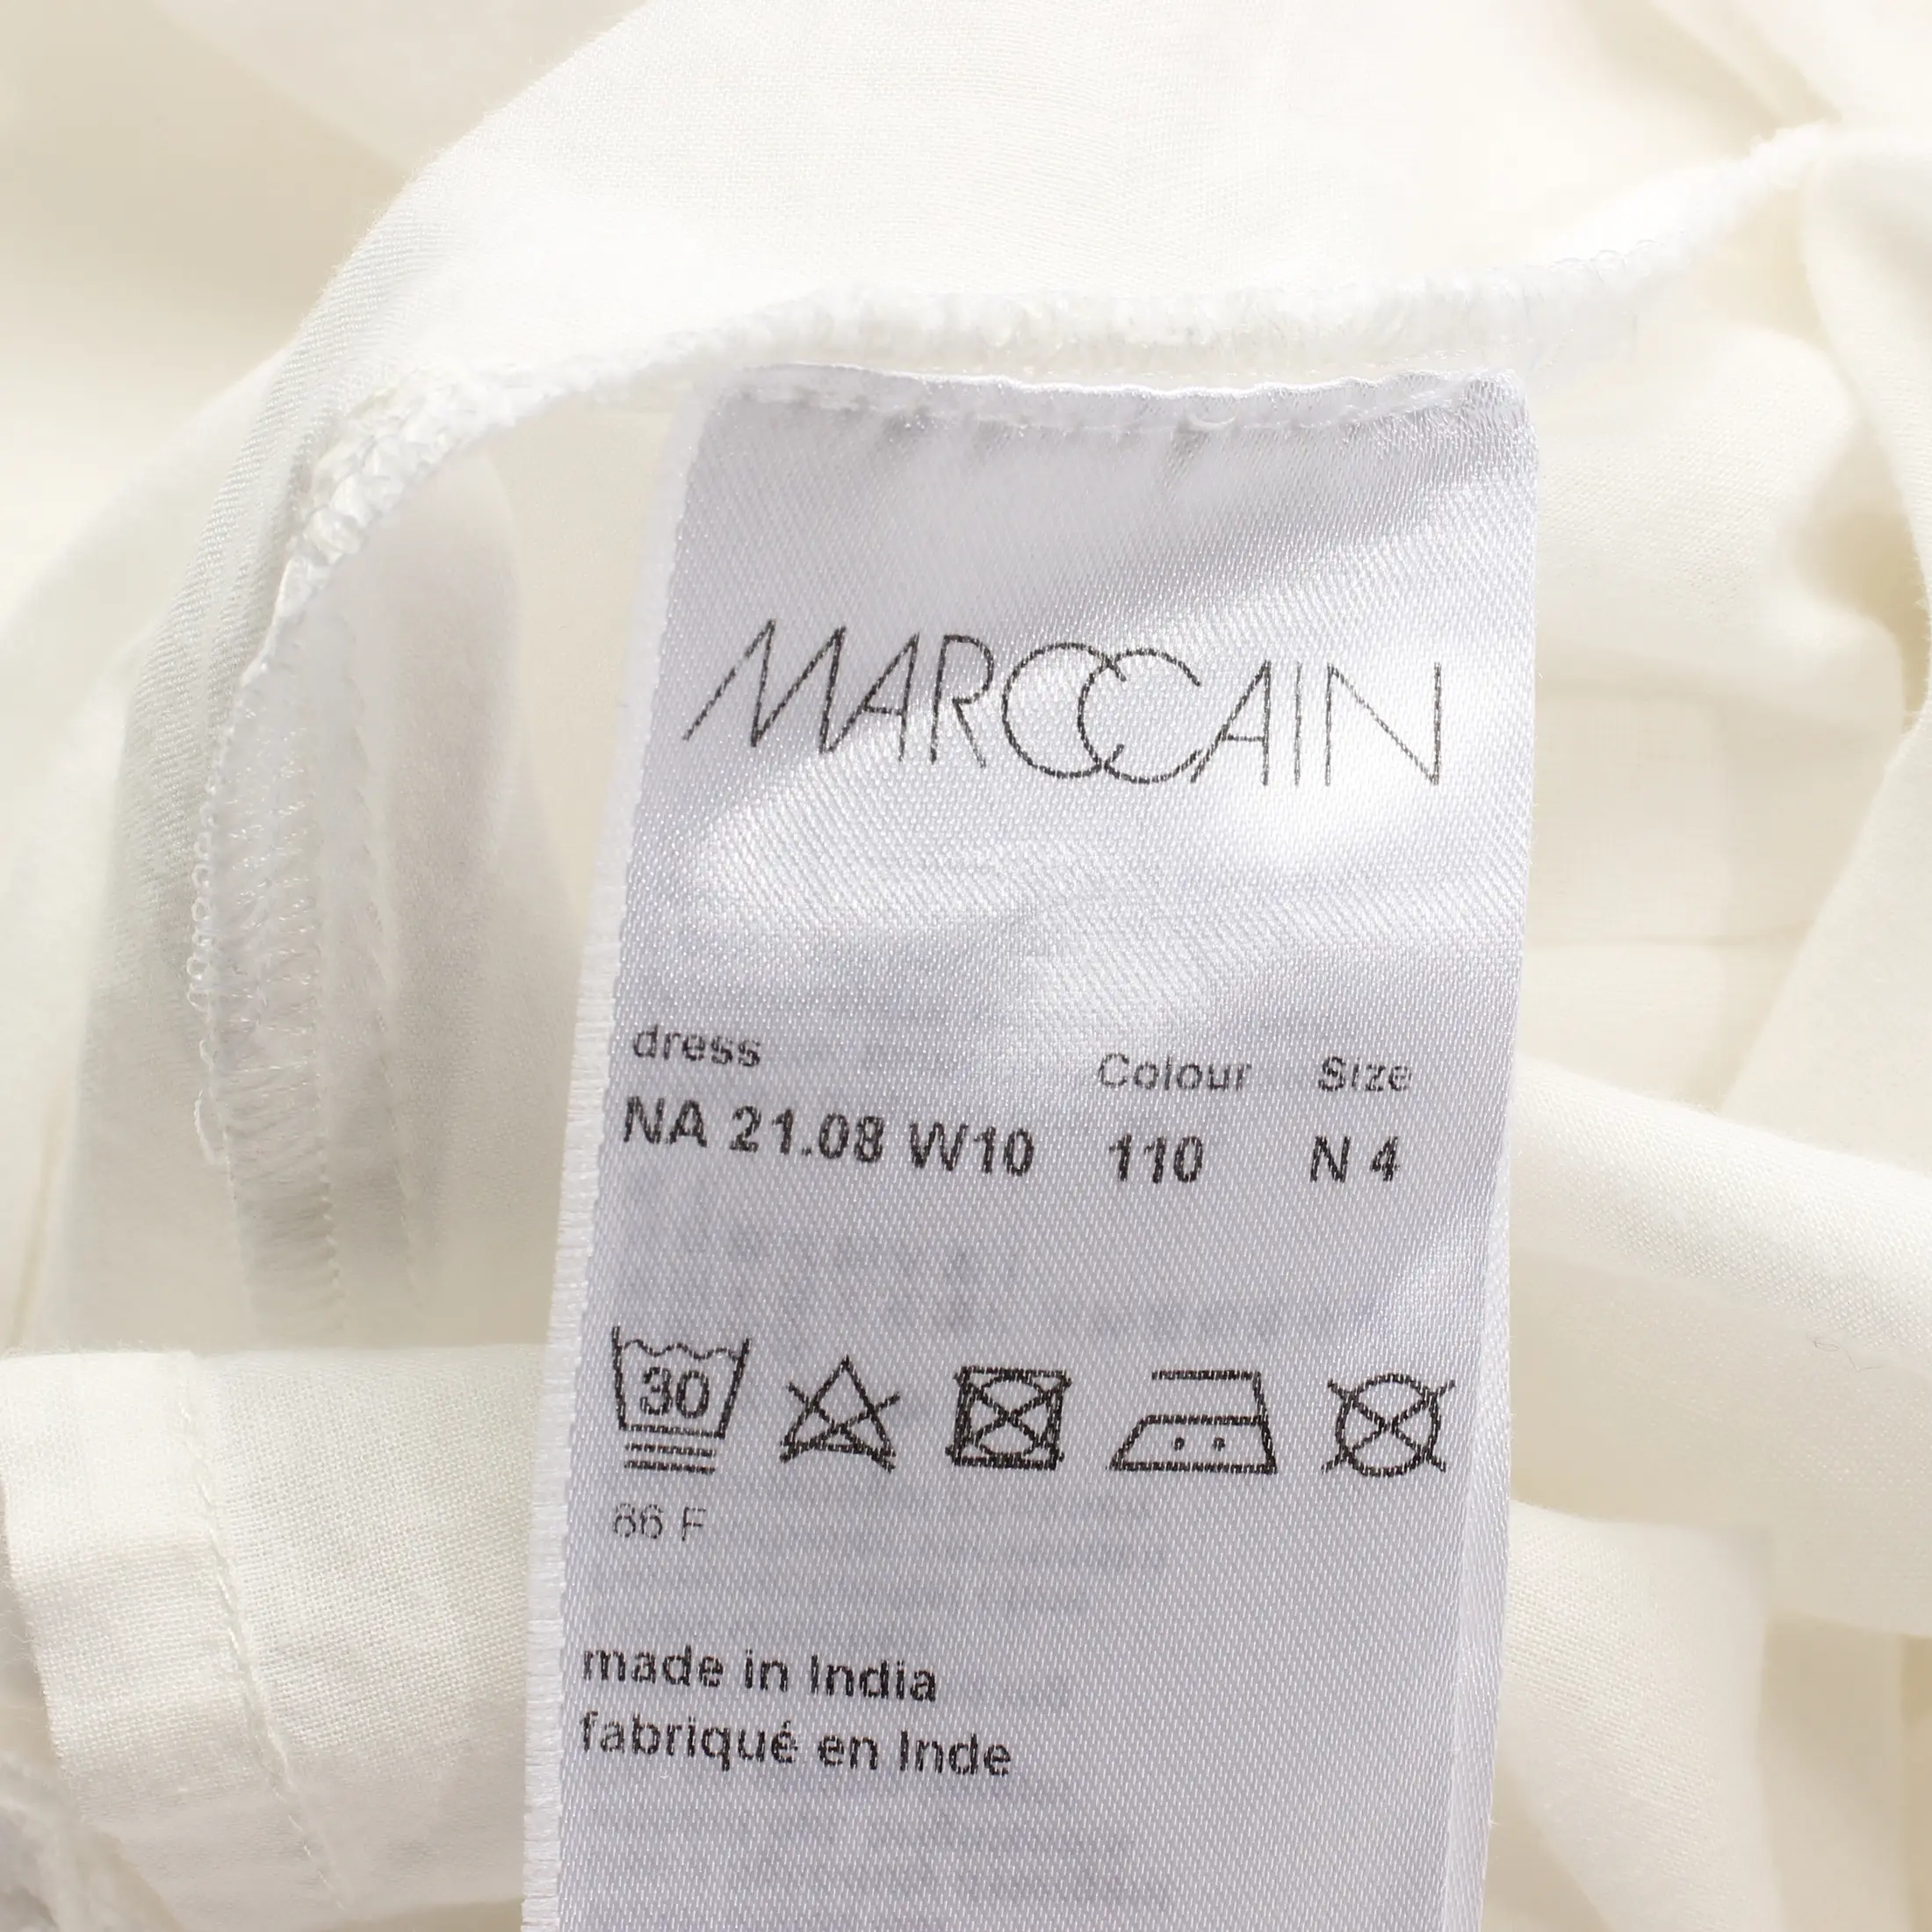 MARCCAIN
dress Colour Size
NA 21.08 W10 110 N 4
30
86 F
made in India
fabriqué en Inde